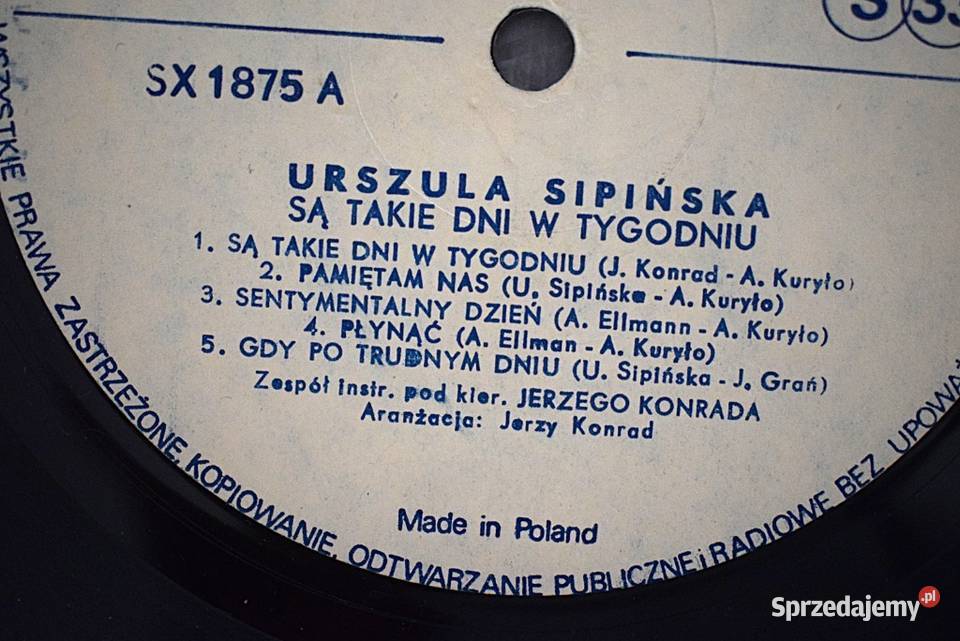 S 33
SX 1875 A
URSZULA SIPIŃSKA
SĄ TAKIE DNI W TYGODNIU
1. SĄ TAKIE DNI W TYGODNIU (J. Konrad - A. Kuryło)
2. PAMIĘTAM NAS (U. Sipińska - A. Kuryło)
3. SENTYMENTALNY DZIEŃ (A. Ellmann - A. Kuryło)
4. PŁYNĄĆ (A. Ellman - A. Kuryło)
5. GDY PO TRUDNYM DNIU (U. Sipińska - J. Grań)
Zespół instr. pod kier. JERZEGO KONRADA
Aranżacja: Jerzy Konrad
Made in Poland
WSZYSTKIE PRAWA ZASTRZEŻONE, KOPIOWANIE, ODTWARZANIE PUBLICZNE i RADIOWE BEZ UPOWAŻ
Sprzedajemy.pl